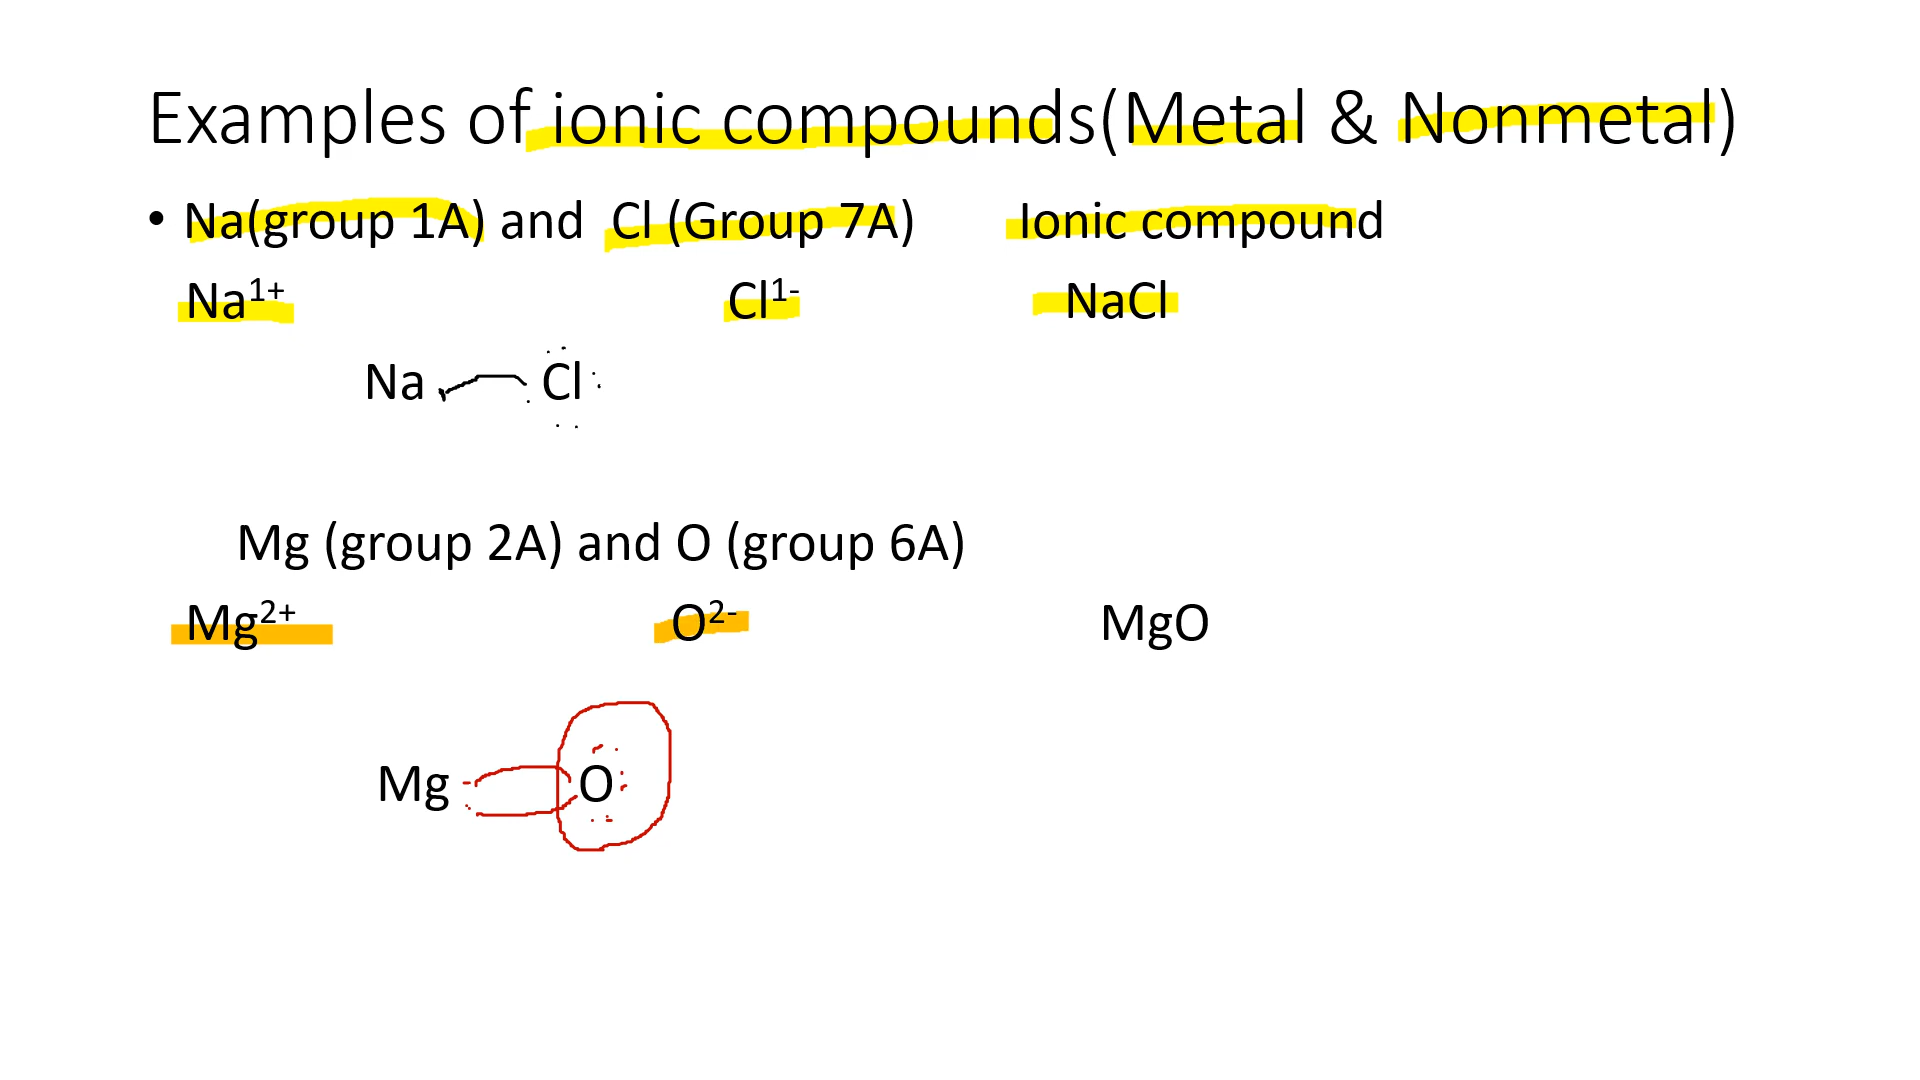 Examples of ionic compounds(Metal & Nonmetal)
• Na(group 1A) and Cl (Group 7A) Ionic compound
Na¹⁺ Cl¹⁻ NaCl
Na Cl
Mg (group 2A) and O (group 6A)
Mg²⁺ O²⁻ MgO
Mg O